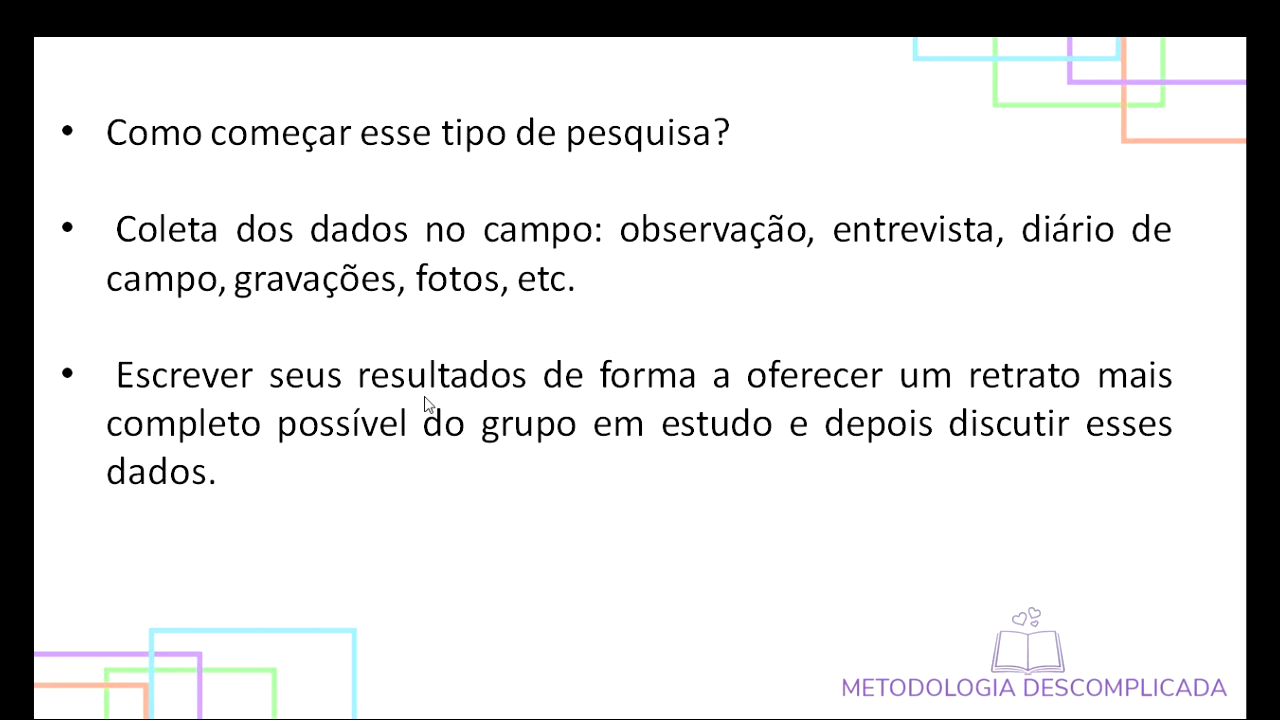 • Como começar esse tipo de pesquisa?
• Coleta dos dados no campo: observação, entrevista, diário de
campo, gravações, fotos, etc.
• Escrever seus resultados de forma a oferecer um retrato mais
completo possível do grupo em estudo e depois discutir esses
dados.
METODOLOGIA DESCOMPLICADA